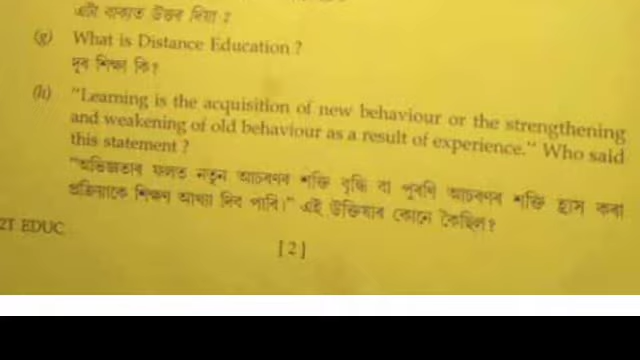 এটা বাক্যত উত্তৰ দিয়া :
(g) What is Distance Education ?
দূৰ শিক্ষা কি?
(h) "Learning is the acquisition of new behaviour or the strengthening
and weakening of old behaviour as a result of experience." Who said
this statement ?
"অভিজ্ঞতাৰ ফলত নতুন আচৰণৰ শক্তি বৃদ্ধি বা পুৰণি আচৰণৰ শক্তি হ্ৰাস কৰা
প্ৰক্ৰিয়াকে শিক্ষণ আখ্যা দিব পাৰি।" এই উক্তিষাৰ কোনে কৈছিল?
2T EDUC
[ 2 ]